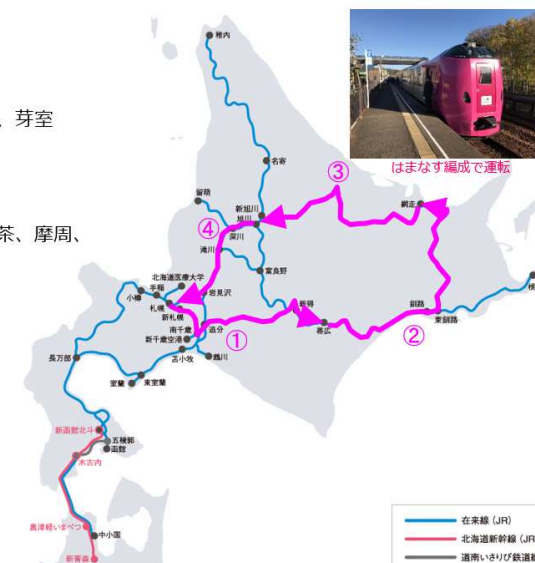 、芽室
茶、摩周、
はまなす編成で運転
稚内
名寄
③
網走
留萌
新旭川
旭川
④
深川
滝川
富良野
北海道医療大学
手稲
小樽
岩見沢
札幌
新札幌
新得
釧路
東釧路
南千歳
追分
①
帯広
②
新千歳空港
長万部
苫小牧
鵡川
室蘭
東室蘭
新函館北斗
五稜郭
函館
木古内
奥津軽いまべつ
中小国
新青森
在来線 (JR)
北海道新幹線 (JR
道南いさりび鉄道線